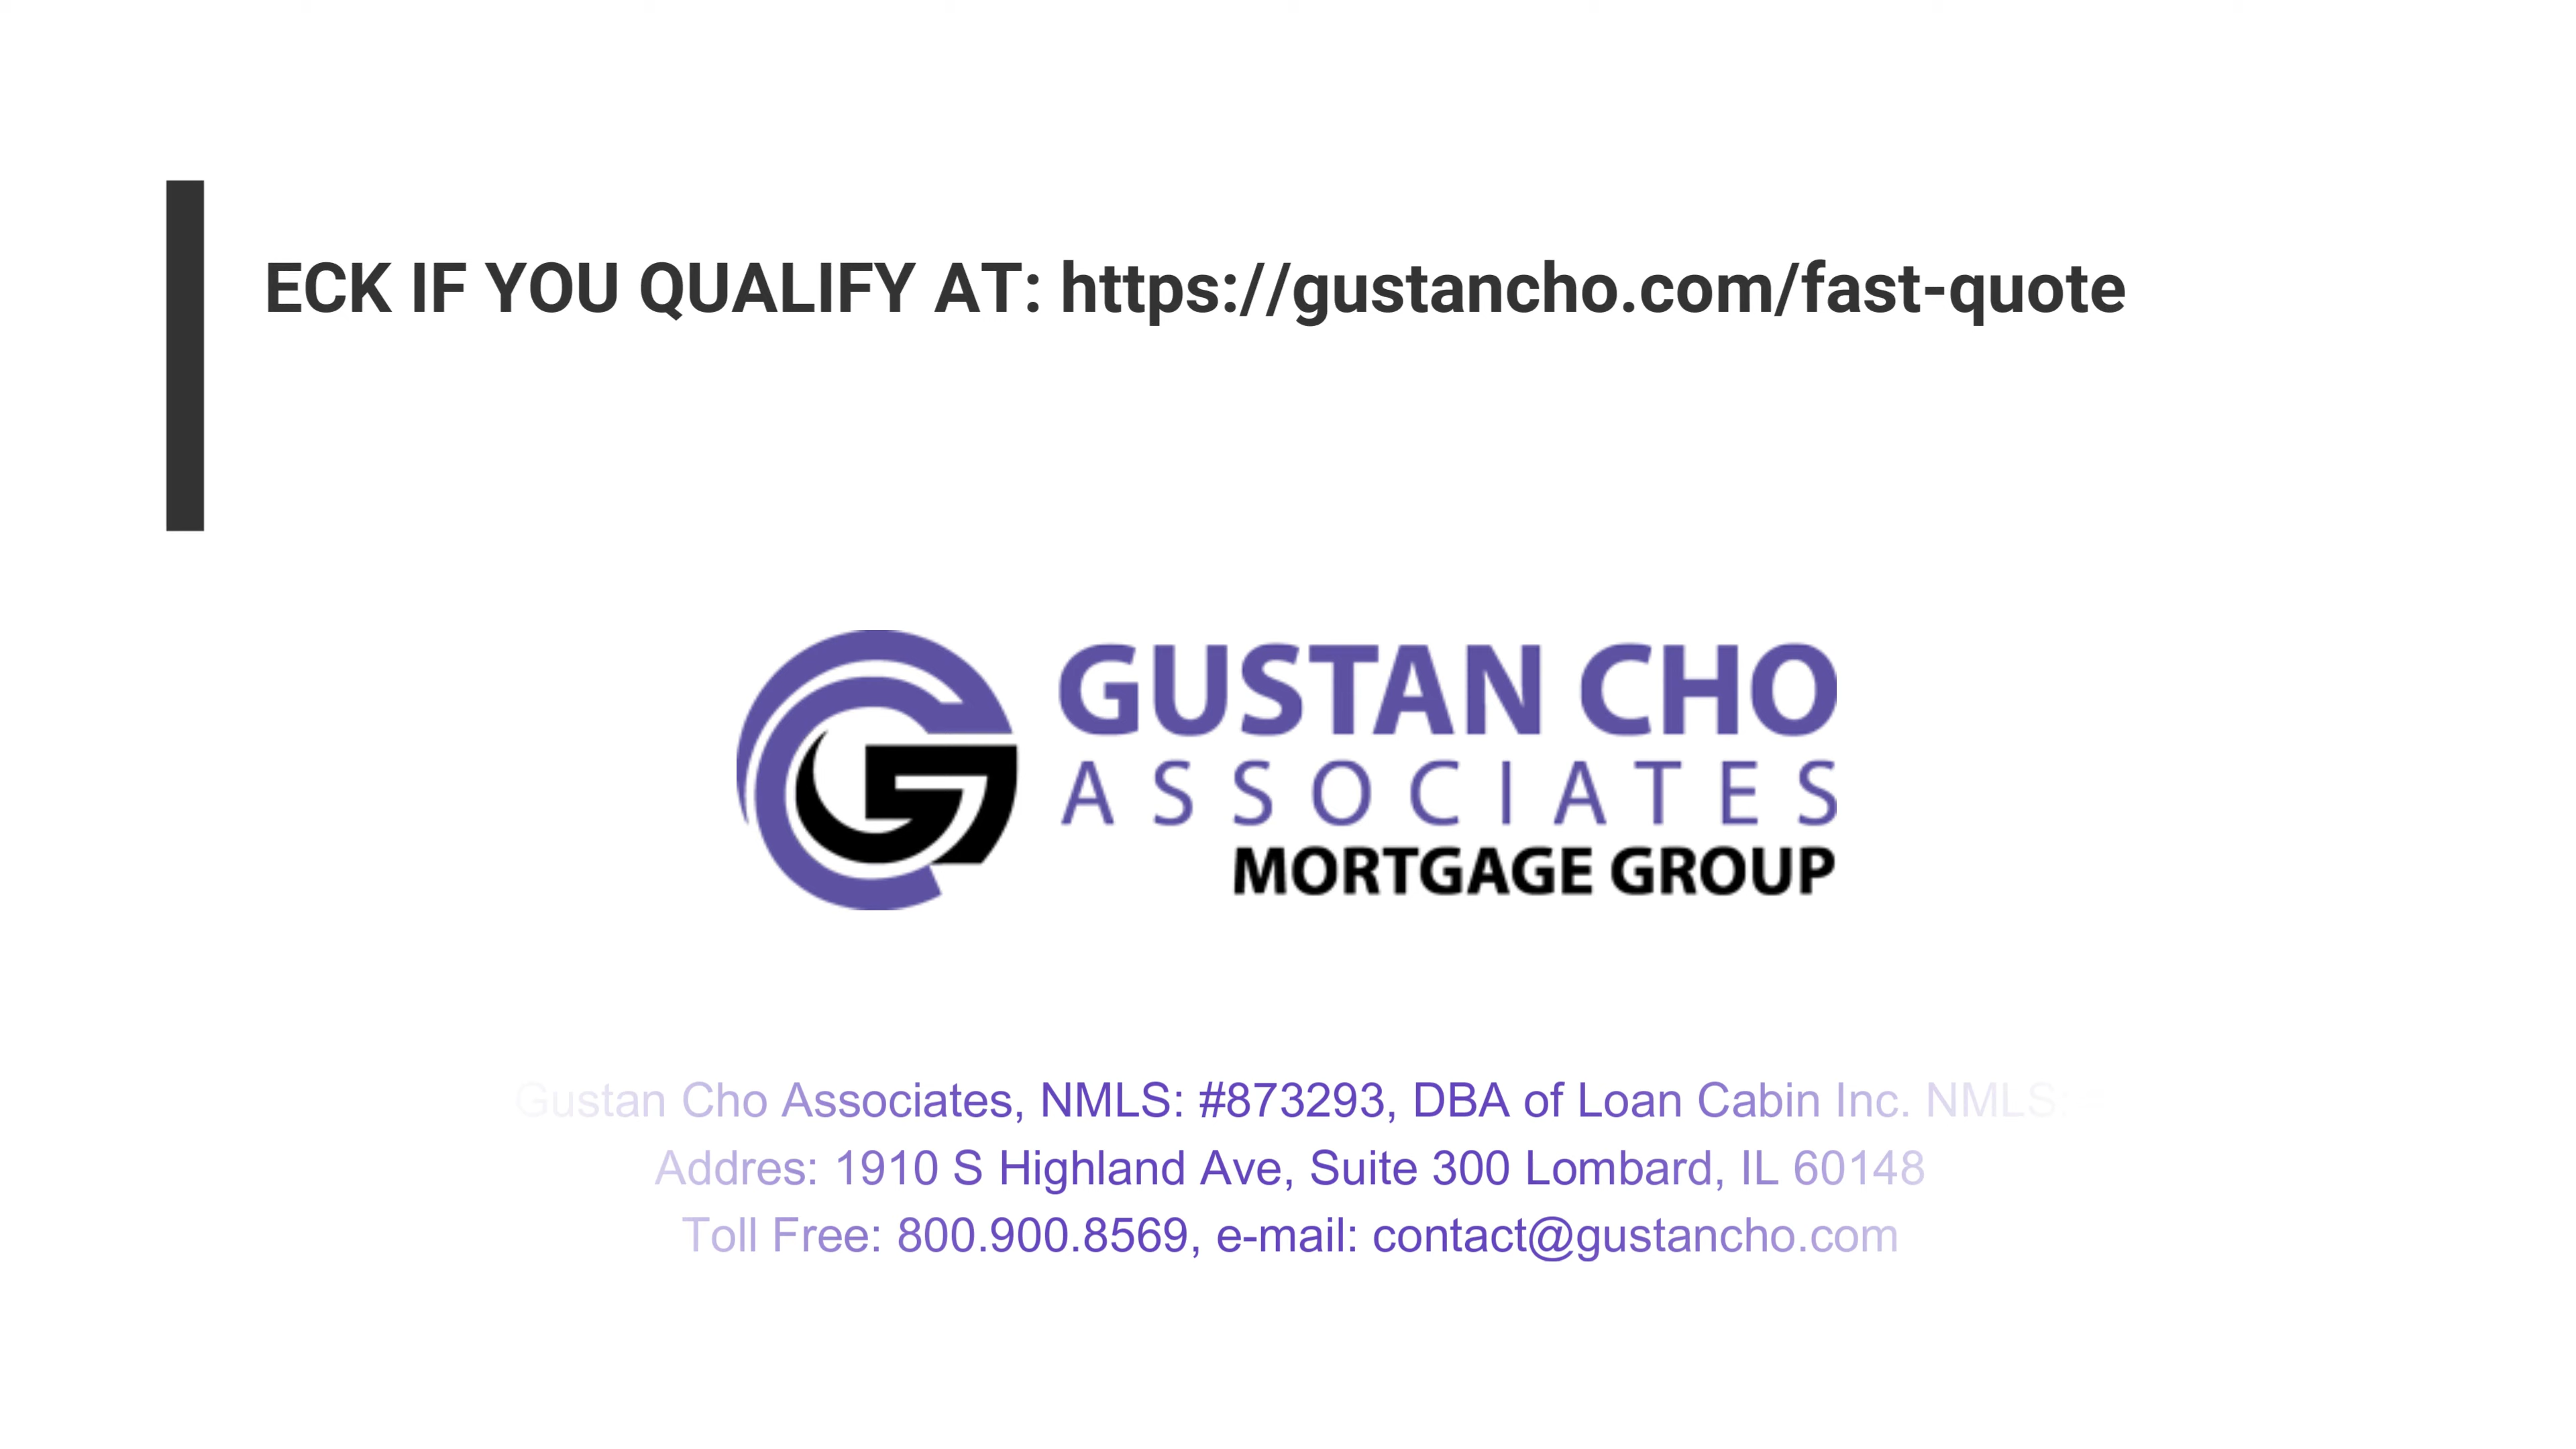 ECK IF YOU QUALIFY AT: https://gustancho.com/fast-quote
GUSTAN CHO
ASSOCIATES
MORTGAGE GROUP
Gustan Cho Associates, NMLS: #873293, DBA of Loan Cabin Inc. NMLS:
Addres: 1910 S Highland Ave, Suite 300 Lombard, IL 60148
Toll Free: 800.900.8569, e-mail: contact@gustancho.com